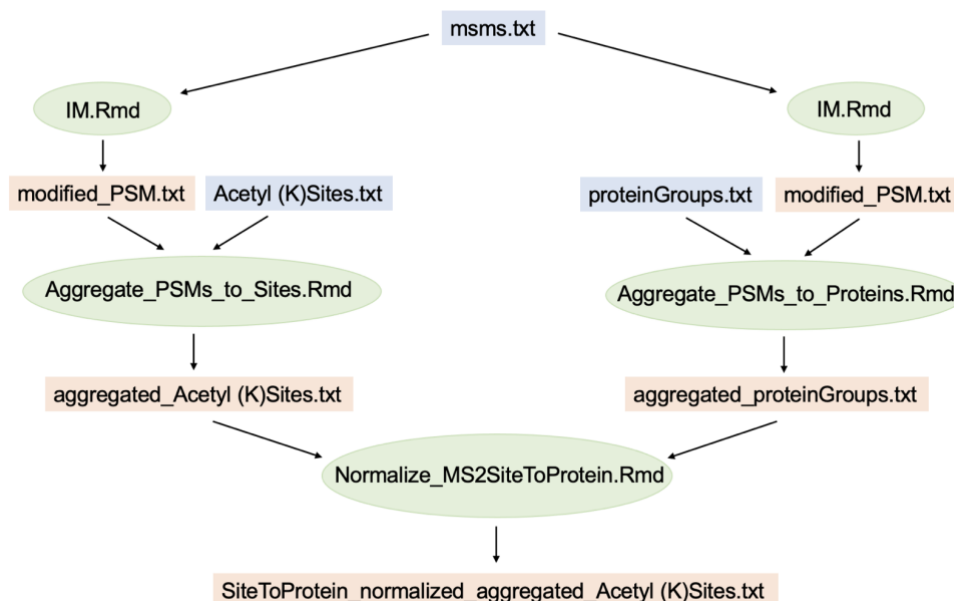 msms.txt
IM.Rmd
IM.Rmd
modified_PSM.txt
Acetyl (K)Sites.txt
proteinGroups.txt
modified_PSM.txt
Aggregate_PSMs_to_Sites.Rmd
Aggregate_PSMs_to_Proteins.Rmd
aggregated_Acetyl (K)Sites.txt
aggregated_proteinGroups.txt
Normalize_MS2SiteToProtein.Rmd
SiteToProtein_normalized_aggregated_Acetyl (K)Sites.txt